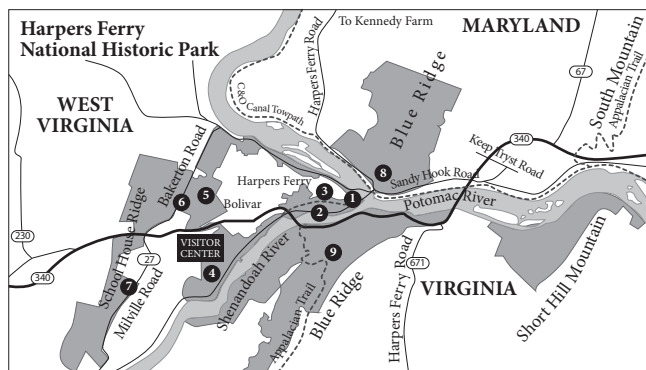 Harpers Ferry
National Historic Park
To Kennedy Farm
MARYLAND
Harpers Ferry Road
67
South Mountain
Appalachian Trail
Blue Ridge
C&O
Canal Towpath
WEST
VIRGINIA
340
Keep Tryst Road
Bakerton Road
8
Sandy Hook Road
Harpers Ferry
3
1
5
6
Bolivar
2
Potomac River
School House Ridge
230
VISITOR
CENTER
4
27
340
7
Millville Road
Shenandoah River
9
Appalachian Trail
Blue Ridge
Harpers Ferry Road
671
VIRGINIA
Short Hill Mountain